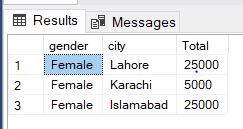 Results Messages
gender city Total
1 Female Lahore 25000
2 Female Karachi 5000
3 Female Islamabad 25000